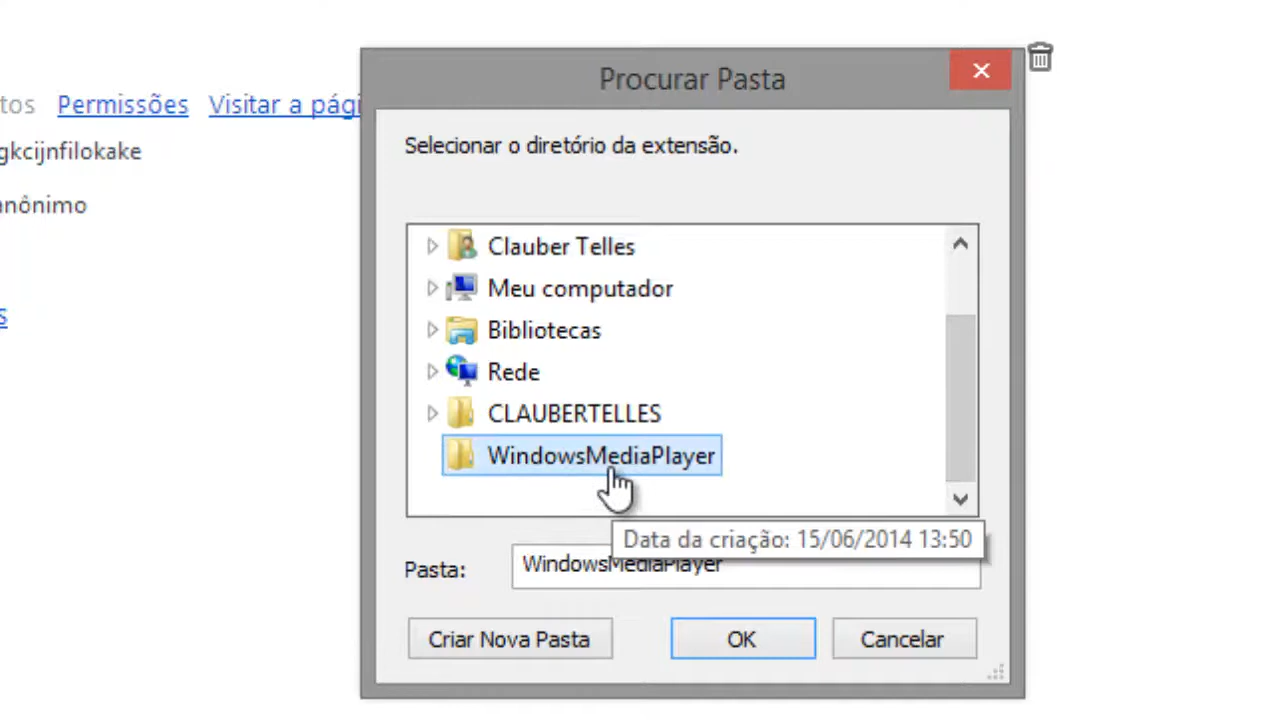 Procurar Pasta
tos Permissões Visitar a pági
gkcijnfilokake
anônimo
s
Selecionar o diretório da extensão.
Clauber Telles
Meu computador
Bibliotecas
Rede
CLAUBERTELLES
WindowsMediaPlayer
Data da criação: 15/06/2014 13:50
Pasta: WindowsMediaPlayer
Criar Nova Pasta OK Cancelar